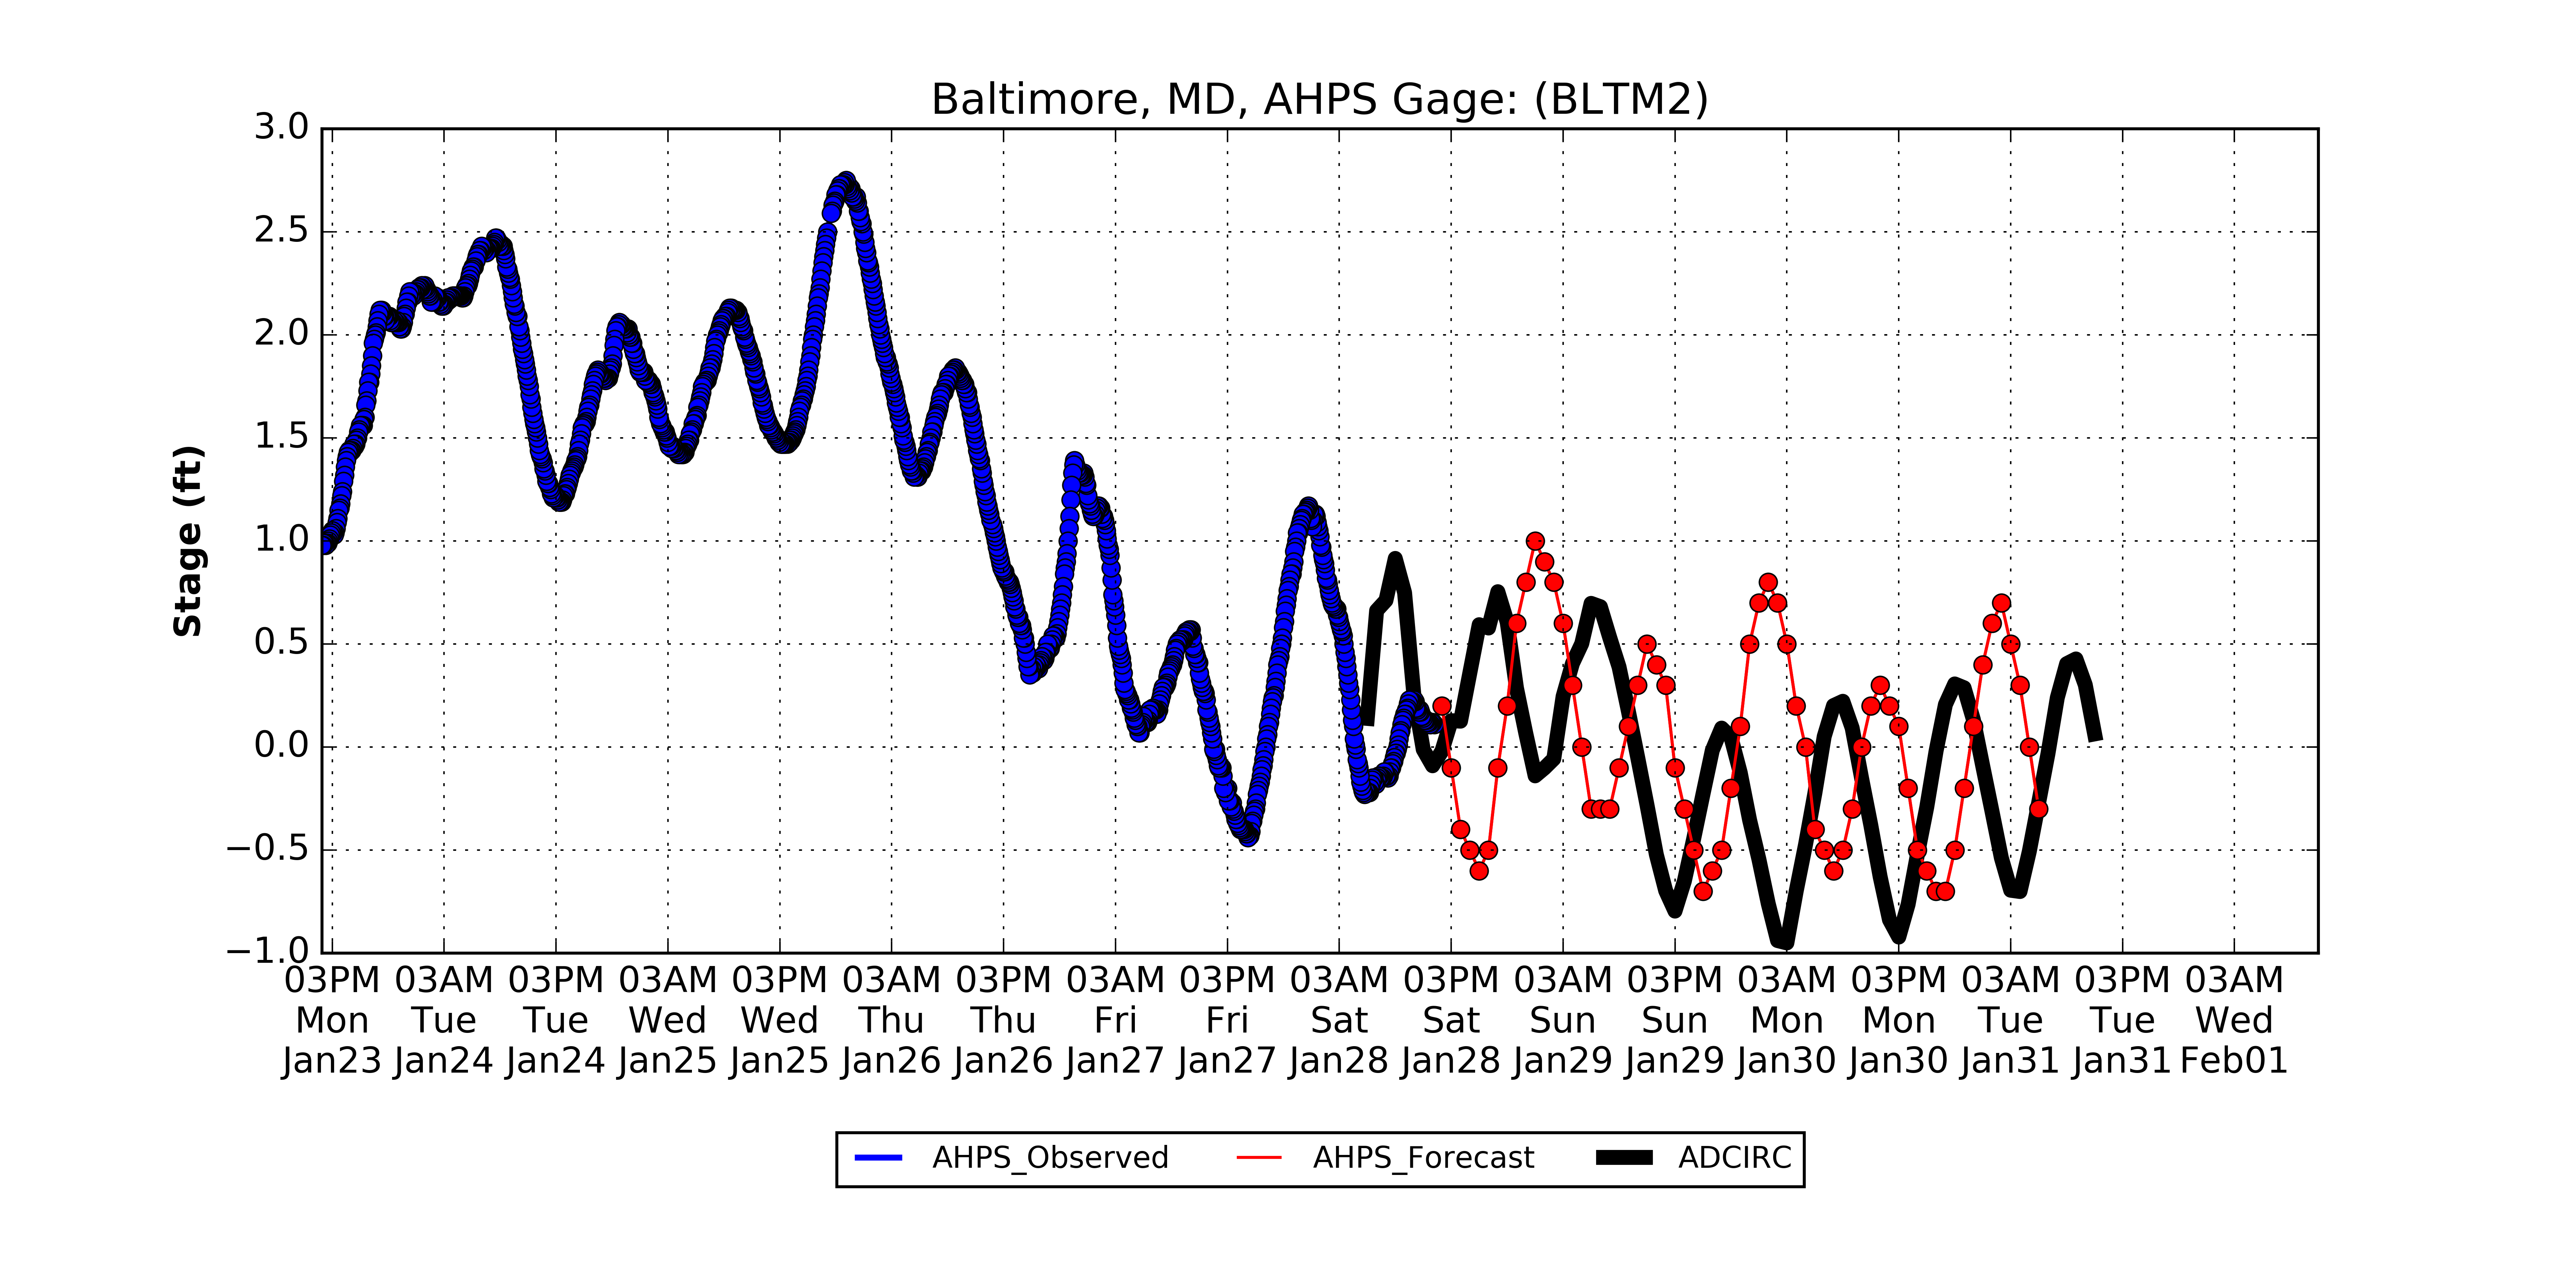 Baltimore, MD, AHPS Gage: (BLTM2)
3.0
2.5
2.0
1.5
1.0
0.5
0.0
−0.5
−1.0
Stage (ft)
03PM 03AM 03PM 03AM 03PM 03AM 03PM 03AM 03PM 03AM 03PM 03AM 03PM 03AM 03PM 03AM 03PM 03AM
Mon Tue Tue Wed Wed Thu Thu Fri Fri Sat Sat Sun Sun Mon Mon Tue Tue Wed
Jan23 Jan24 Jan24 Jan25 Jan25 Jan26 Jan26 Jan27 Jan27 Jan28 Jan28 Jan29 Jan29 Jan30 Jan30 Jan31 Jan31 Feb01
AHPS_Observed AHPS_Forecast ADCIRC